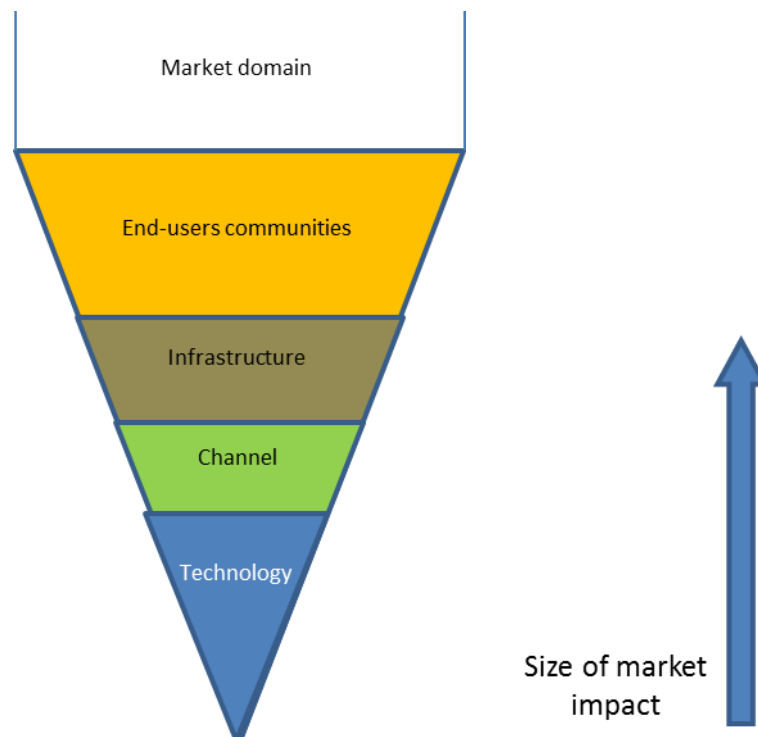 Market domain
End-users communities
Infrastructure
Channel
Technology
Size of market
impact